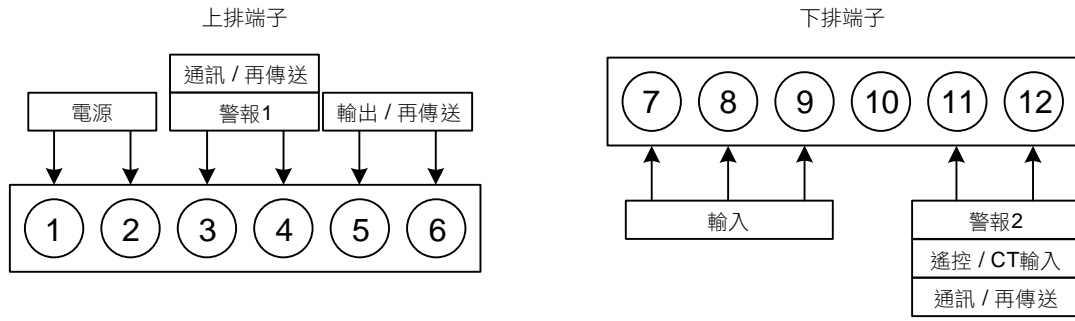 上排端子
通訊 / 再傳送
電源
警報1
輸出 / 再傳送
1 2 3 4 5 6
下排端子
7 8 9 10 11 12
輸入
警報2
遙控 / CT輸入
通訊 / 再傳送